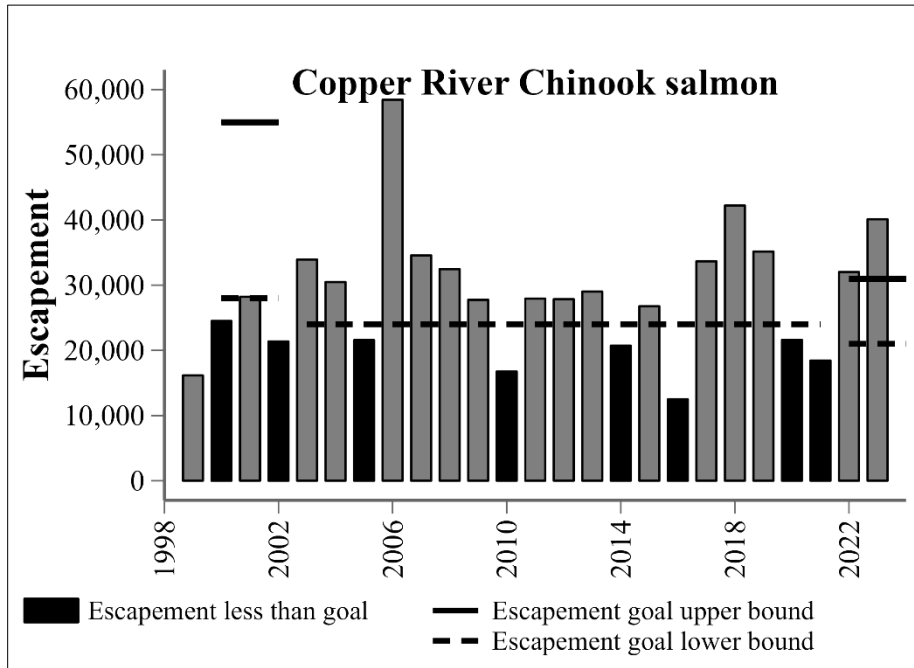 Copper River Chinook salmon
Escapement
60,000
50,000
40,000
30,000
20,000
10,000
0
1998
2002
2006
2010
2014
2018
2022
Escapement less than goal
Escapement goal upper bound
Escapement goal lower bound